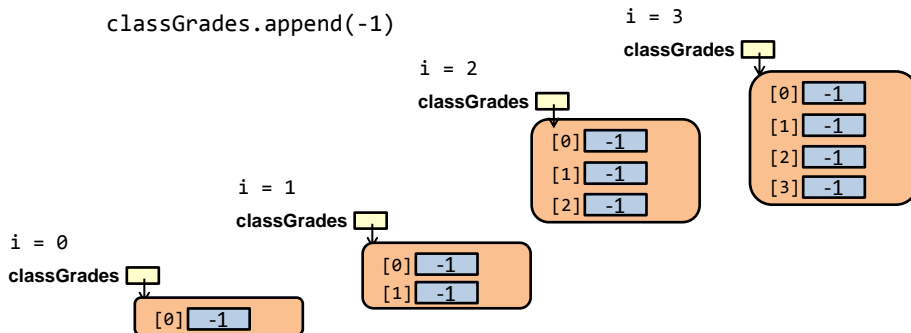 classGrades.append(-1)
i = 0
classGrades
[0] -1
i = 1
classGrades
[0] -1
[1] -1
i = 2
classGrades
[0] -1
[1] -1
[2] -1
i = 3
classGrades
[0] -1
[1] -1
[2] -1
[3] -1